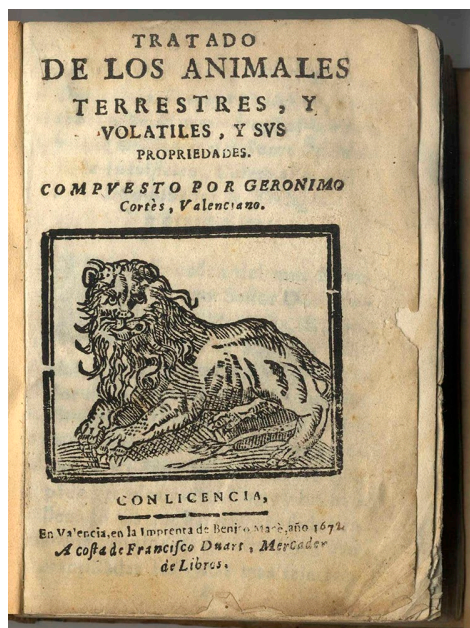 TRATADO
DE LOS ANIMALES
TERRESTRES, Y
VOLATILES, Y SVS
PROPRIEDADES.
COMPVESTO POR GERONIMO
Cortès, Valenciano.
CON LICENCIA,
En Valencia, en la Imprenta de Benito Macè, año 1672.
A coſta de Franciſco Duart, Mercader
de Libros.